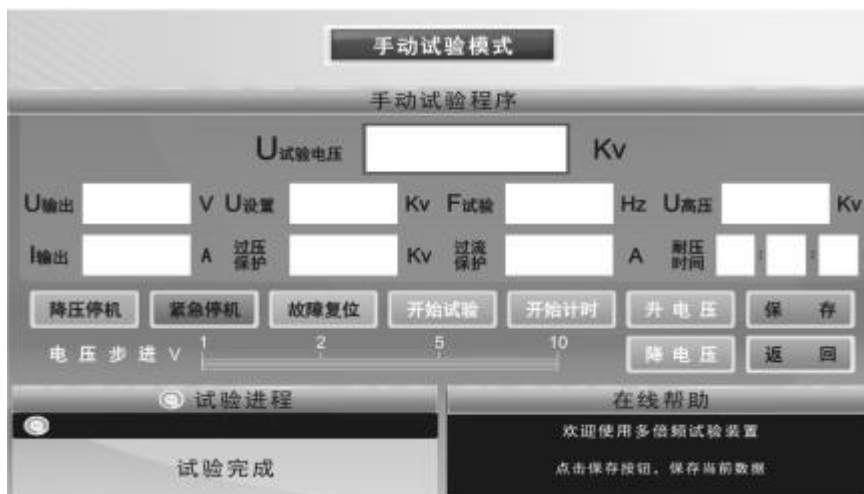 手动试验模式
手动试验程序
U试验电压 Kv
U输出 V U设置 Kv F试验 Hz U高压 Kv
I输出 A 过压保护 Kv 过流保护 A 耐压时间 : :
降压停机 紧急停机 故障复位 开始试验 开始计时 升电压 保存
电压步进V 1 2 5 10 降电压 返回
试验进程 在线帮助
欢迎使用多倍频试验装置
试验完成 点击保存按钮，保存当前数据